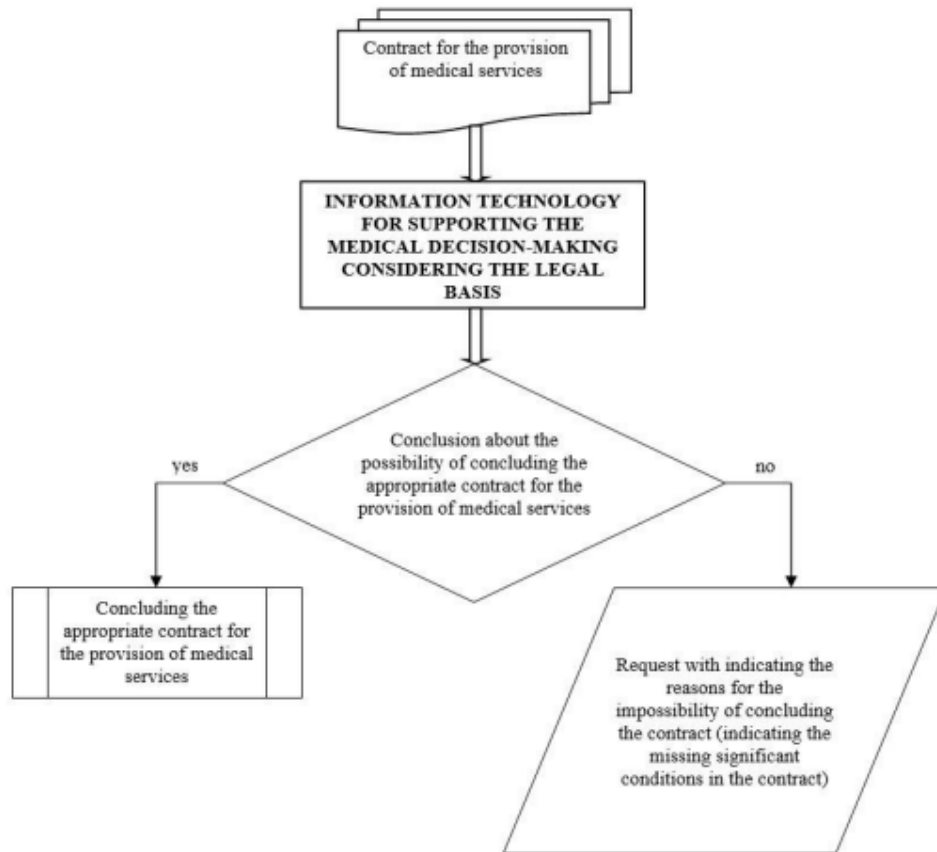 Contract for the provision
of medical services
INFORMATION TECHNOLOGY
FOR SUPPORTING THE
MEDICAL DECISION-MAKING
CONSIDERING THE LEGAL
BASIS
Conclusion about the
possibility of concluding the
appropriate contract for the
provision of medical services
yes
no
Concluding the
appropriate contract for
the provision of medical
services
Request with indicating the
reasons for the
impossibility of concluding
the contract (indicating the
missing significant
conditions in the contract)